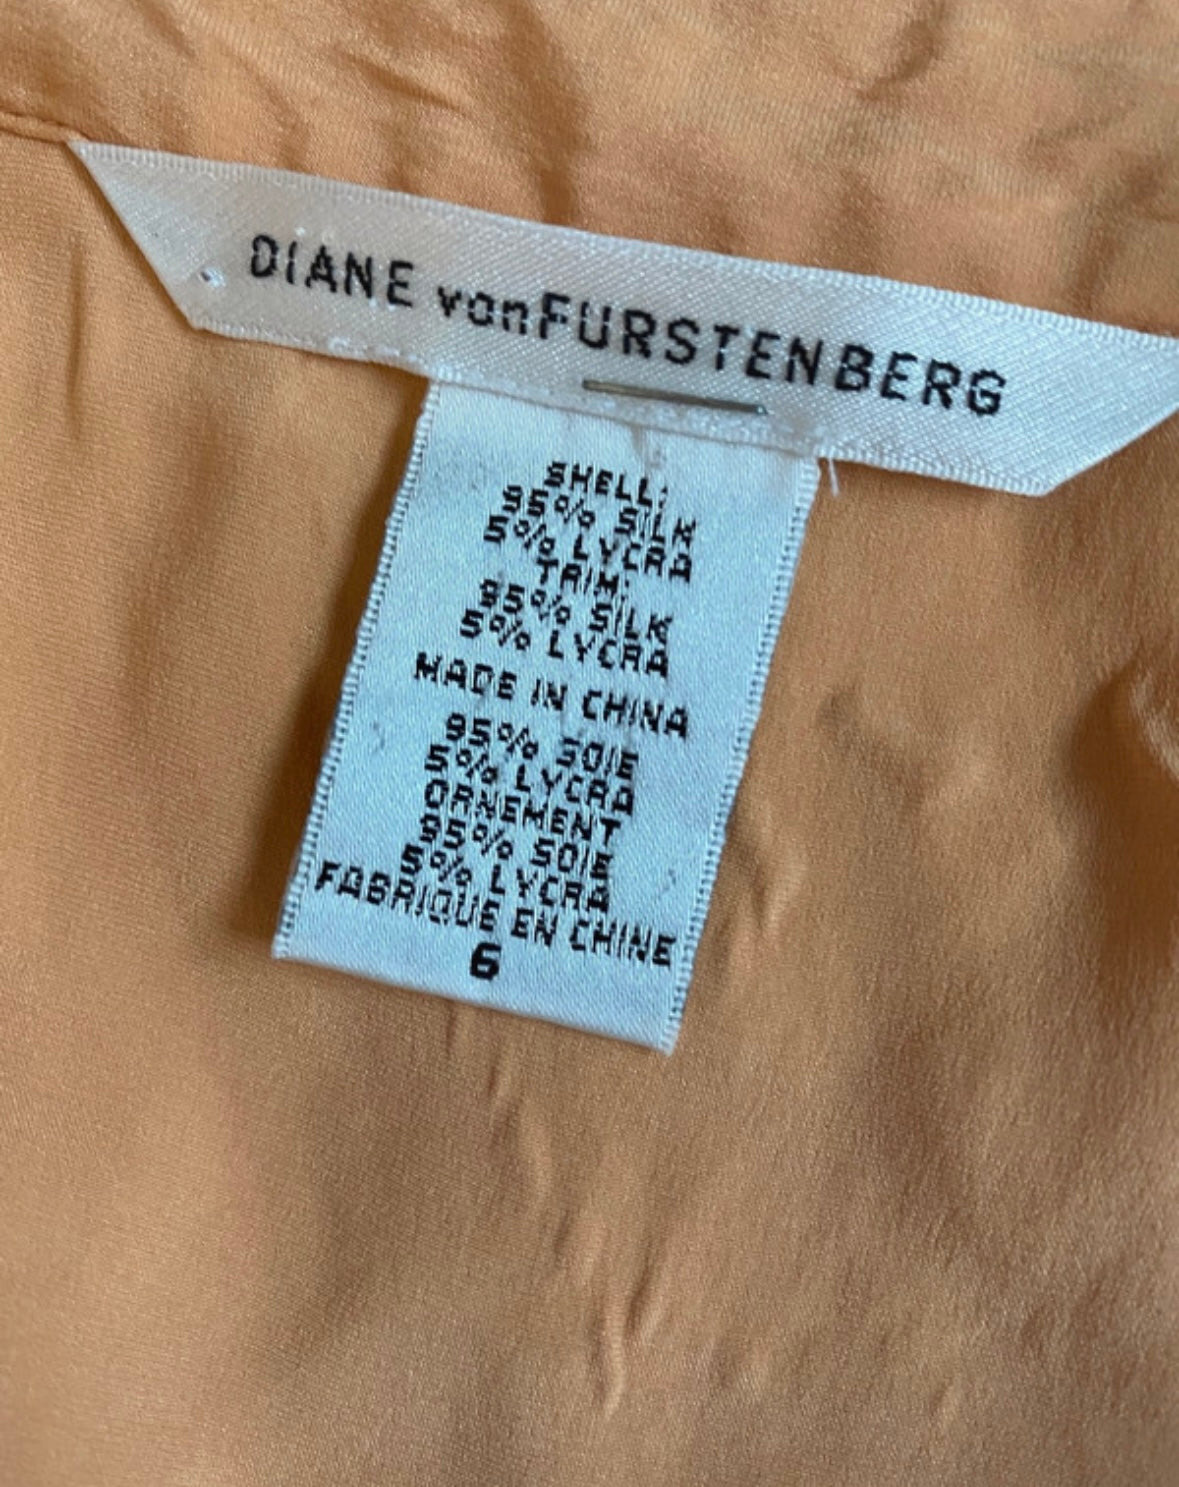 DIANE vonFURSTENBERG
SHELL:
95% SILK
5% LYCRA
TRIM:
95% SILK
5% LYCRA
MADE IN CHINA
95% SOIE
5% LYCRA
ORNEMENT
95% SOIE
5% LYCRA
FABRIQUE EN CHINE
6